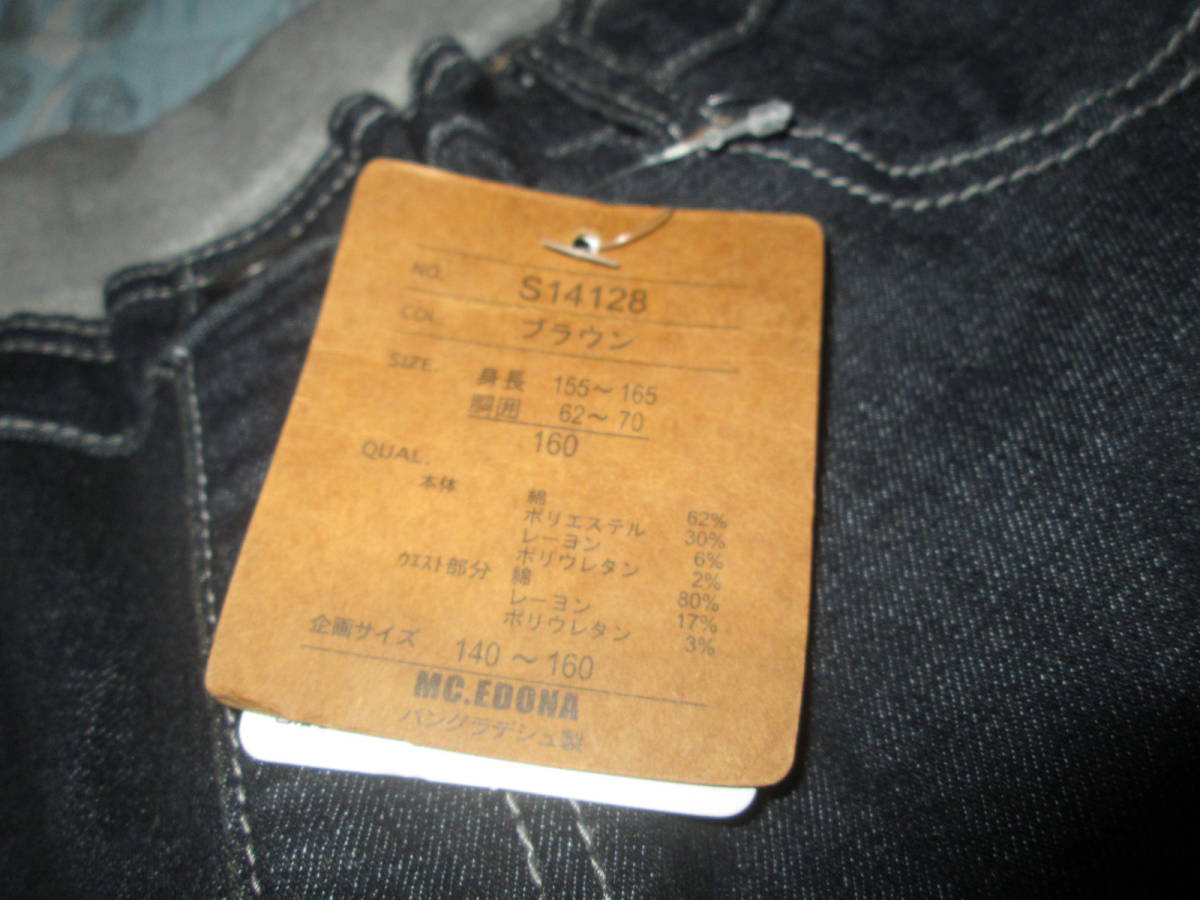 NO. S14128
COL. ブラウン
SIZE. 身長 155～165
胴囲 62～70
160
QUAL.
本体 綿 62%
ポリエステル 30%
レーヨン 6%
ポリウレタン 2%
ウエスト部分 綿 80%
レーヨン 17%
ポリウレタン 3%
企画サイズ 140 ～ 160
MC.EDONA
バングラデシュ製